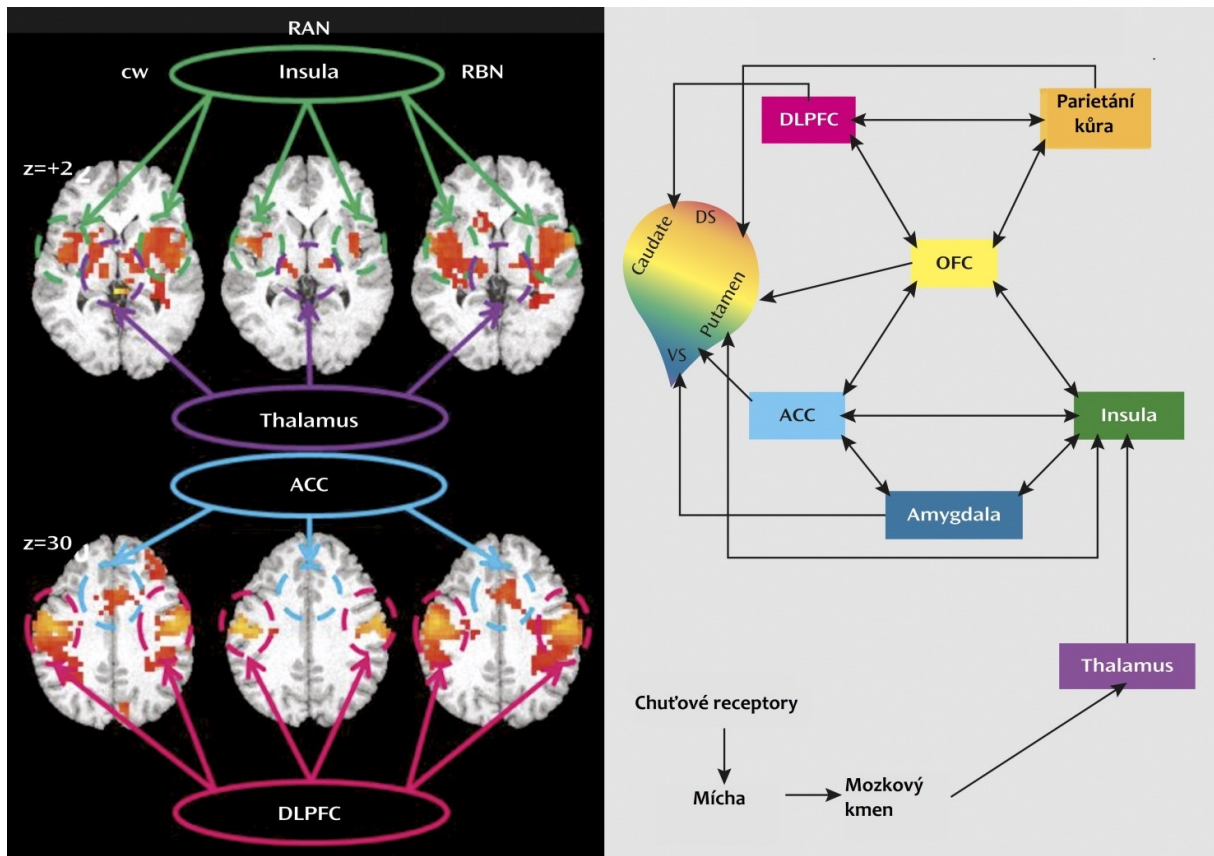 RAN
CW
Insula
RBN
z=+2
Thalamus
ACC
z=30
DLPFC
DLPFC
Parietání
kůra
Caudate
DS
Putamen
VS
OFC
ACC
Insula
Amygdala
Thalamus
Chuťové receptory
Mícha
Mozkový
kmen